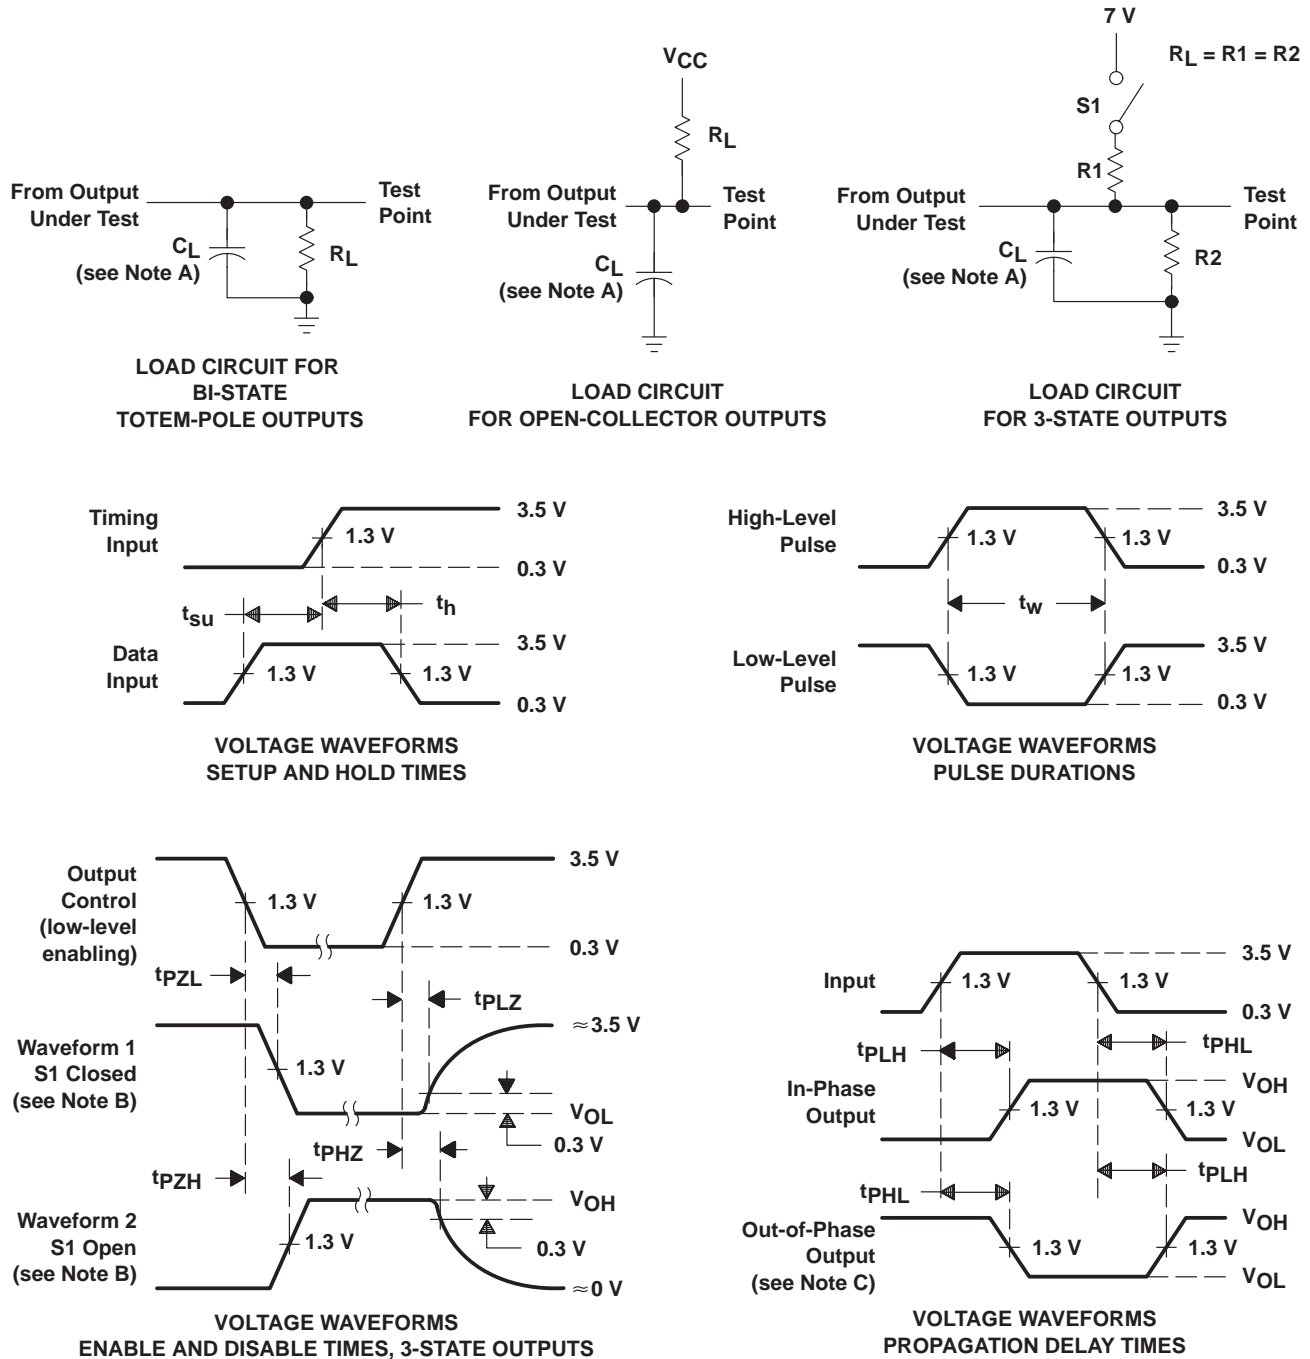 From Output
Under Test
Test
Point
CL
(see Note A)
RL
LOAD CIRCUIT FOR
BI-STATE
TOTEM-POLE OUTPUTS
VCC
RL
From Output
Under Test
Test
Point
CL
(see Note A)
LOAD CIRCUIT
FOR OPEN-COLLECTOR OUTPUTS
7 V
RL = R1 = R2
S1
R1
From Output
Under Test
Test
Point
CL
(see Note A)
R2
LOAD CIRCUIT
FOR 3-STATE OUTPUTS
Timing
Input
1.3 V
3.5 V
0.3 V
tsu
th
Data
Input
1.3 V
1.3 V
3.5 V
0.3 V
VOLTAGE WAVEFORMS
SETUP AND HOLD TIMES
High-Level
Pulse
1.3 V
1.3 V
3.5 V
0.3 V
tw
Low-Level
Pulse
1.3 V
1.3 V
3.5 V
0.3 V
VOLTAGE WAVEFORMS
PULSE DURATIONS
Output
Control
(low-level
enabling)
1.3 V
1.3 V
3.5 V
0.3 V
tPZL
tPLZ
Waveform 1
S1 Closed
(see Note B)
1.3 V
≈3.5 V
VOL
0.3 V
tPHZ
tPZH
Waveform 2
S1 Open
(see Note B)
1.3 V
VOH
0.3 V
≈0 V
VOLTAGE WAVEFORMS
ENABLE AND DISABLE TIMES, 3-STATE OUTPUTS
Input
1.3 V
1.3 V
3.5 V
0.3 V
tPLH
tPHL
In-Phase
Output
1.3 V
1.3 V
VOH
VOL
tPHL
tPLH
Out-of-Phase
Output
(see Note C)
1.3 V
1.3 V
VOH
VOL
VOLTAGE WAVEFORMS
PROPAGATION DELAY TIMES